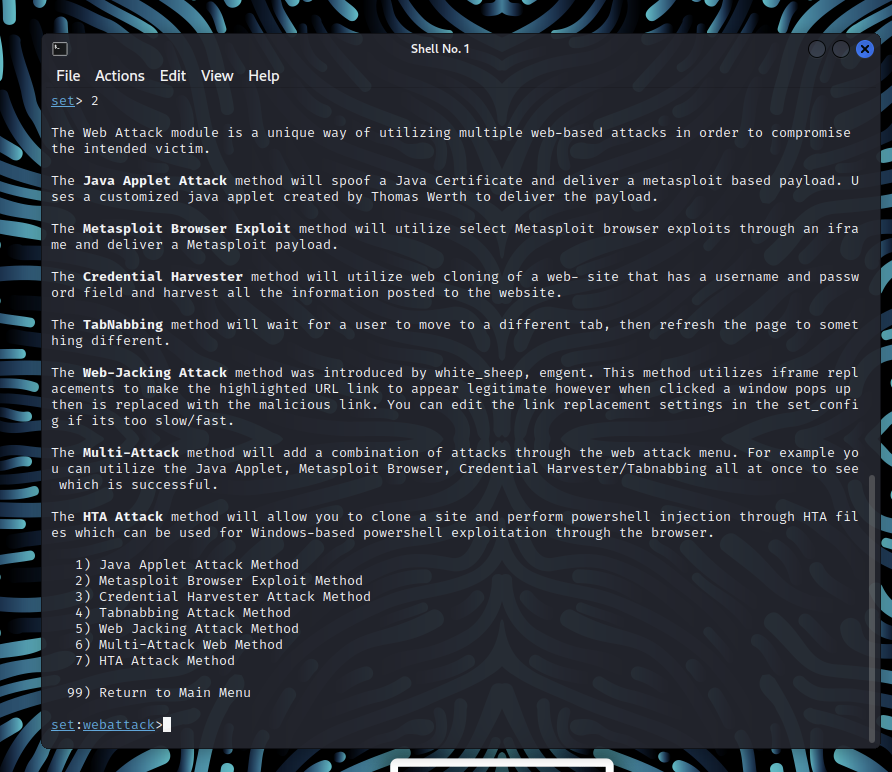 Shell No. 1
File Actions Edit View Help
set> 2
The Web Attack module is a unique way of utilizing multiple web-based attacks in order to compromise
the intended victim.
The Java Applet Attack method will spoof a Java Certificate and deliver a metasploit based payload. U
ses a customized java applet created by Thomas Werth to deliver the payload.
The Metasploit Browser Exploit method will utilize select Metasploit browser exploits through an ifra
me and deliver a Metasploit payload.
The Credential Harvester method will utilize web cloning of a web- site that has a username and passw
ord field and harvest all the information posted to the website.
The TabNabbing method will wait for a user to move to a different tab, then refresh the page to somet
hing different.
The Web-Jacking Attack method was introduced by white_sheep, emgent. This method utilizes iframe repl
acements to make the highlighted URL link to appear legitimate however when clicked a window pops up
then is replaced with the malicious link. You can edit the link replacement settings in the set_confi
g if its too slow/fast.
The Multi-Attack method will add a combination of attacks through the web attack menu. For example yo
u can utilize the Java Applet, Metasploit Browser, Credential Harvester/Tabnabbing all at once to see
which is successful.
The HTA Attack method will allow you to clone a site and perform powershell injection through HTA fil
es which can be used for Windows-based powershell exploitation through the browser.
1) Java Applet Attack Method
2) Metasploit Browser Exploit Method
3) Credential Harvester Attack Method
4) Tabnabbing Attack Method
5) Web Jacking Attack Method
6) Multi-Attack Web Method
7) HTA Attack Method
99) Return to Main Menu
set:webattack>